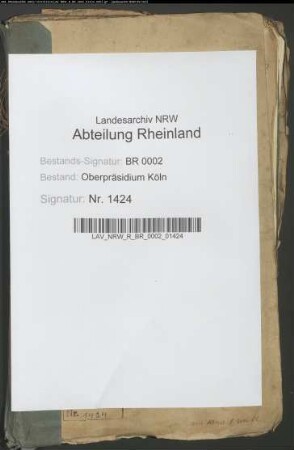 Landesarchiv NRW
Abteilung Rheinland
Bestands-Signatur: BR 0002
Bestand: Oberpräsidium Köln
Signatur: Nr. 1424
LAV_NRW_R_BR_0002_01424